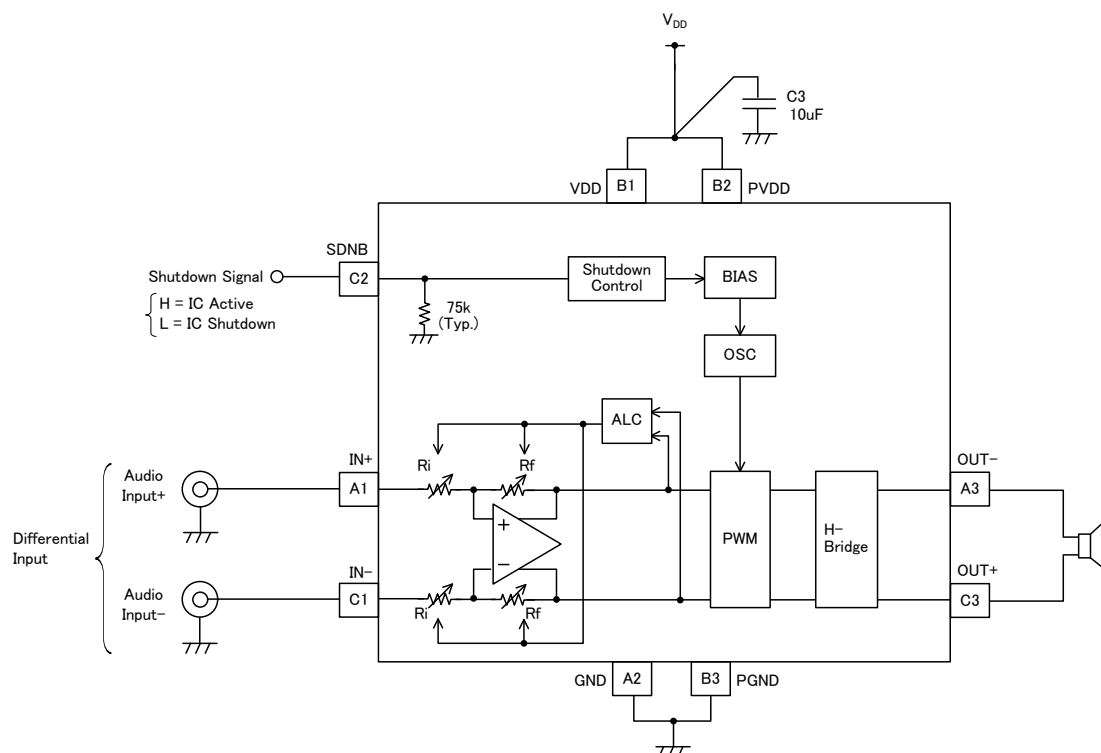 VDD
C3
10uF
VDD
B1
B2
PVDD
SDNB
Shutdown Signal
C2
H = IC Active
L = IC Shutdown
75k
(Typ.)
Shutdown
Control
BIAS
OSC
ALC
IN+
Ri
Rf
OUT-
Audio
Input+
A1
A3
Differential
Input
+
−
PWM
H-
Bridge
IN-
OUT+
Audio
Input-
C1
C3
Ri
Rf
GND
A2
B3
PGND